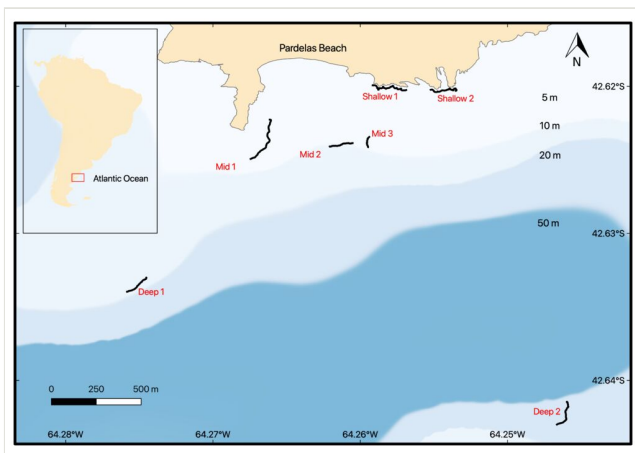 Pardelas Beach
N
Shallow 1
Shallow 2
5 m
42.62°S
10 m
Mid 3
Mid 2
Mid 1
20 m
Atlantic Ocean
50 m
42.63°S
Deep 1
0 250 500 m
42.64°S
Deep 2
64.28°W 64.27°W 64.26°W 64.25°W